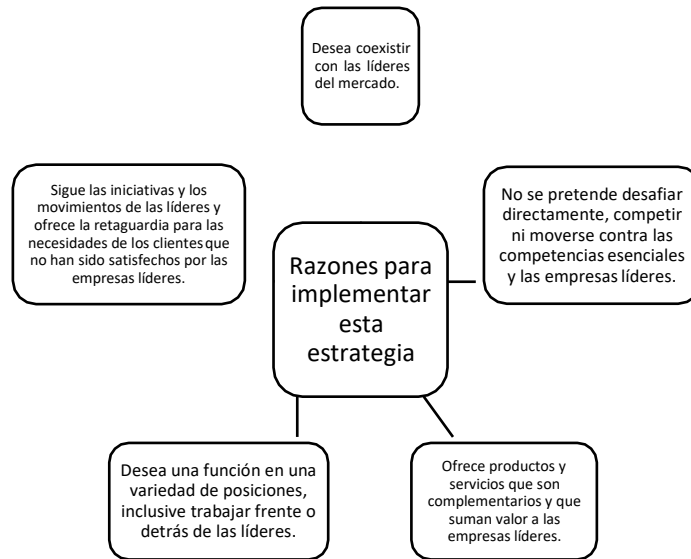 Desea coexistir
con las líderes
del mercado.
Sigue las iniciativas y los
movimientos de las líderes y
ofrece la retaguardia para las
necesidades de los clientes que
no han sido satisfechos por las
empresas líderes.
No se pretende desafiar
directamente, competir
ni moverse contra las
competencias esenciales
y las empresas líderes.
Razones para
implementar
esta
estrategia
Desea una función en una
variedad de posiciones,
inclusive trabajar frente o
detrás de las líderes.
Ofrece productos y
servicios que son
complementarios y que
suman valor a las
empresas líderes.